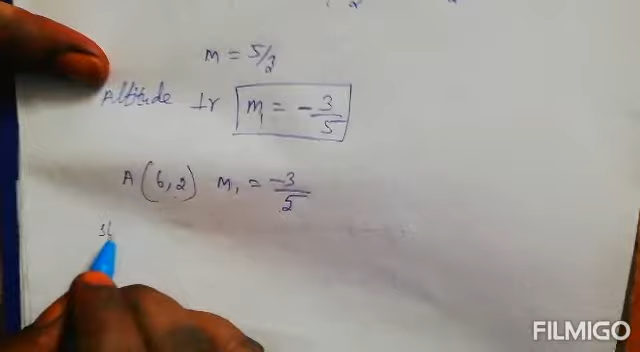 m = 5/3
Altitude ⊥r m₁ = -3/5
A(6,2) m₁ = -3/5
FILMIGO